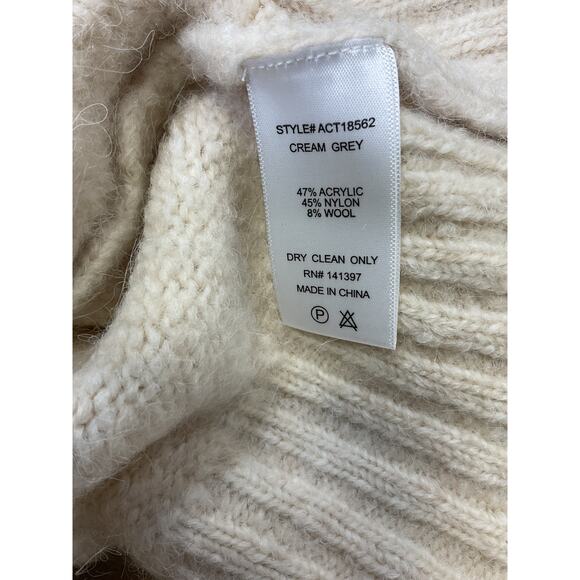 STYLE# ACT18562
CREAM GREY
47% ACRYLIC
45% NYLON
8% WOOL
DRY CLEAN ONLY
RN# 141397
MADE IN CHINA
P